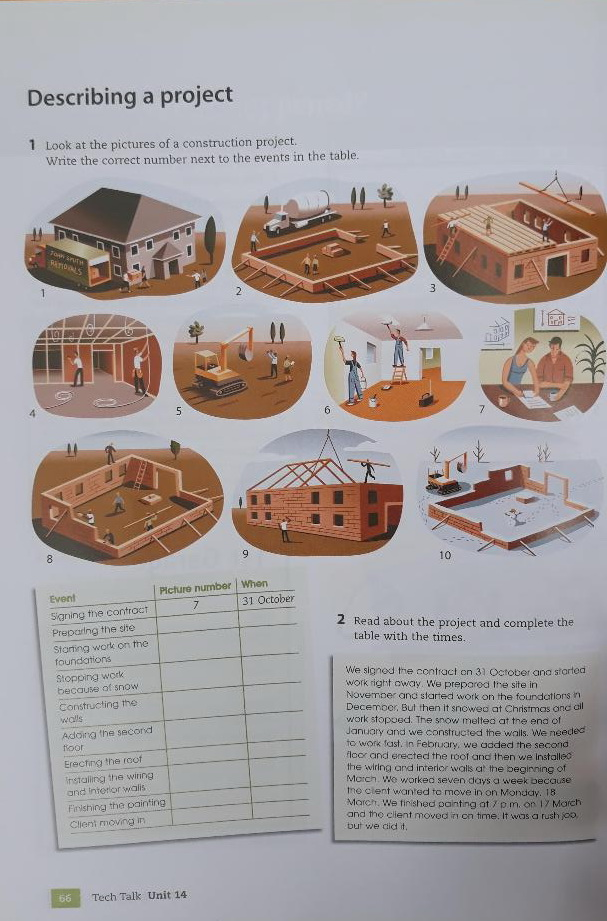 Describing a project
1 Look at the pictures of a construction project.
Write the correct number next to the events in the table.
JOHN SMITH
REMOVALS
1
2
3
4
5
6
7
8
9
10
Event Picture number When
Signing the contract 7 31 October
Preparing the site
Starting work on the
foundations
Stopping work
because of snow
Constructing the
walls
Adding the second
floor
Erecting the roof
Installing the wiring
and interior walls
Finishing the painting
Client moving in
2 Read about the project and complete the
table with the times.
We signed the contract on 31 October and started
work right away. We prepared the site in
November and started work on the foundations in
December. But then it snowed at Christmas and all
work stopped. The snow melted at the end of
January and we constructed the walls. We needed
to work fast. In February, we added the second
floor and erected the roof and then we installed
the wiring and interior walls at the beginning of
March. We worked seven days a week because
the client wanted to move in on Monday, 18
March. We finished painting at 7 p.m. on 17 March
and the client moved in on time. It was a rush job,
but we did it.
66 Tech Talk Unit 14